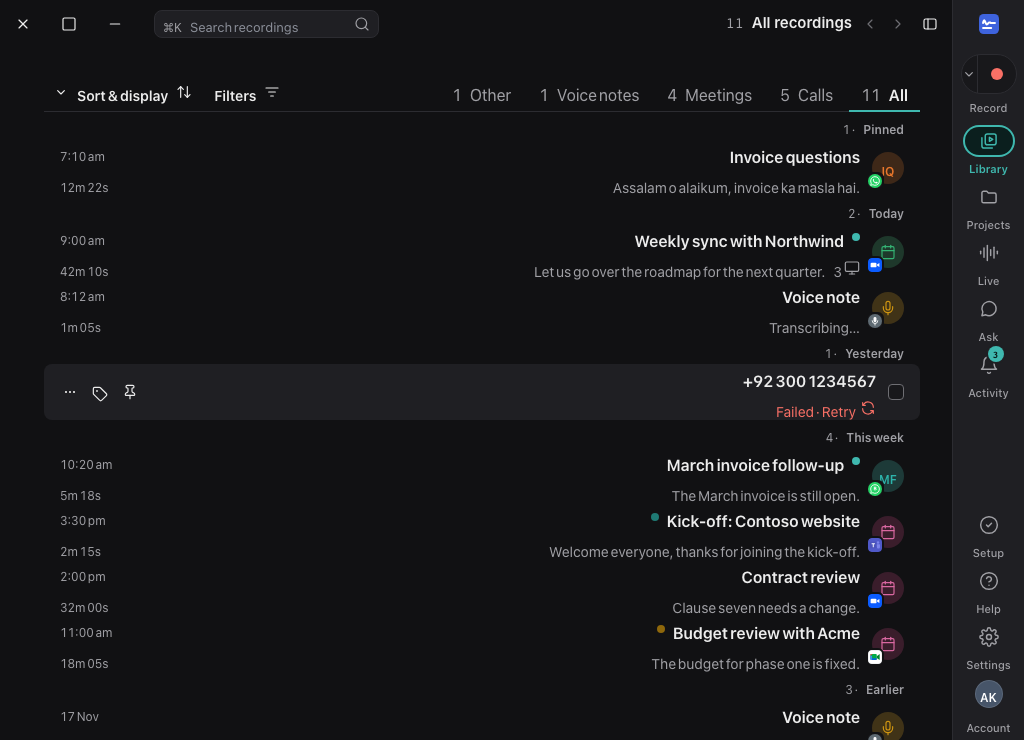 ⌘K Search recordings
11 All recordings
Record
Library
Projects
Live
Ask
3
Activity
Setup
Help
Settings
AK
Account
Sort & display
Filters
1 Other
1 Voice notes
4 Meetings
5 Calls
11 All
1 · Pinned
7:10 am
Invoice questions
IQ
12m 22s
Assalam o alaikum, invoice ka masla hai.
2 · Today
9:00 am
Weekly sync with Northwind
42m 10s
Let us go over the roadmap for the next quarter. 3
8:12 am
Voice note
1m 05s
Transcribing...
1 · Yesterday
+92 300 1234567
Failed · Retry
4 · This week
10:20 am
March invoice follow-up
MF
5m 18s
The March invoice is still open.
3:30 pm
Kick-off: Contoso website
2m 15s
Welcome everyone, thanks for joining the kick-off.
2:00 pm
Contract review
32m 00s
Clause seven needs a change.
11:00 am
Budget review with Acme
18m 05s
The budget for phase one is fixed.
3 · Earlier
17 Nov
Voice note